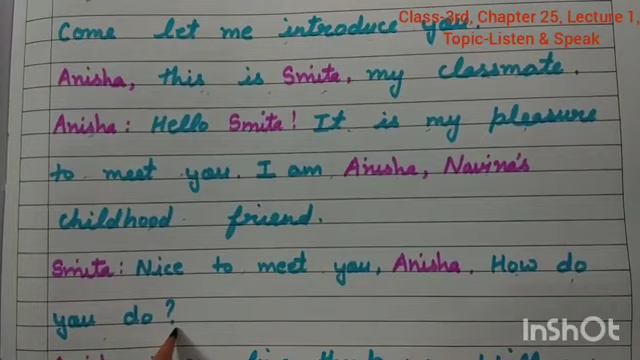 Class-3rd, Chapter 25, Lecture 1,
Topic-Listen & Speak
Come let me introduce you.
Anisha, this is Smita, my classmate.
Anisha: Hello Smita! It is my pleasure
to meet you. I am Anisha, Navina's
childhood friend.
Smita: Nice to meet you, Anisha. How do
you do?
InShOt